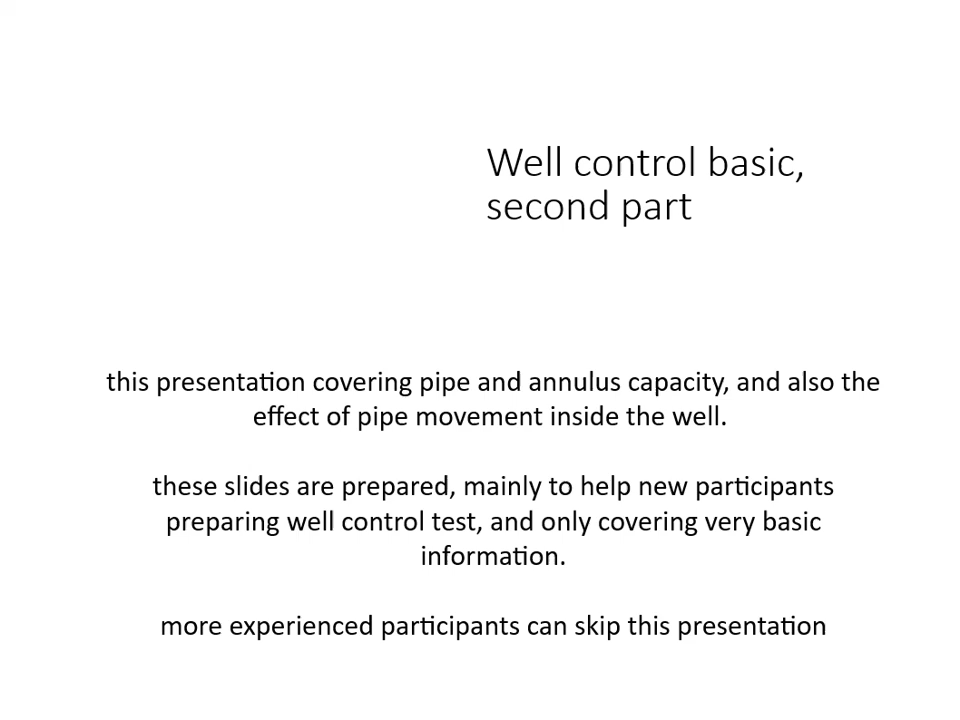 Well control basic,
second part
this presentation covering pipe and annulus capacity, and also the
effect of pipe movement inside the well.
these slides are prepared, mainly to help new participants
preparing well control test, and only covering very basic
information.
more experienced participants can skip this presentation